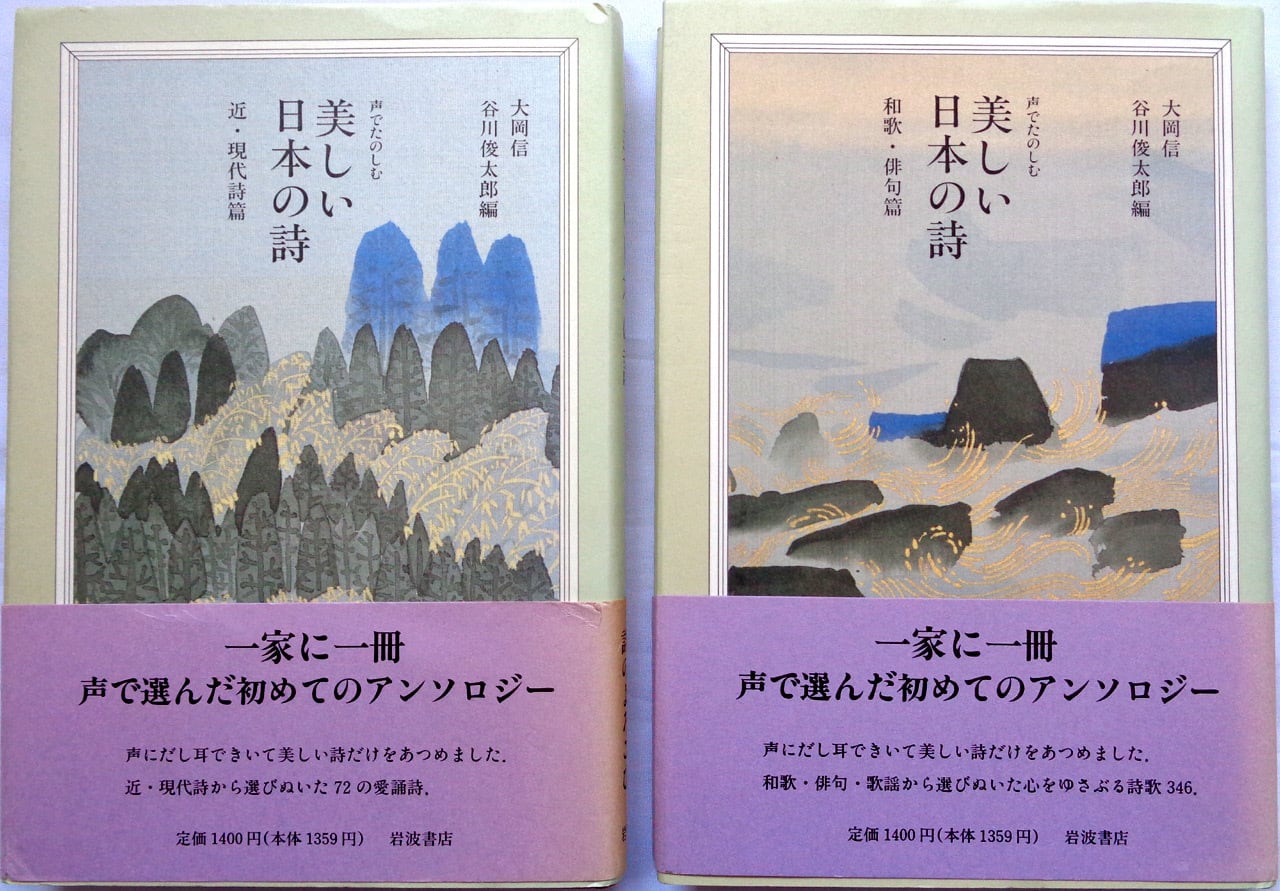 大岡信
谷川俊太郎編
声でたのしむ
美しい
日本の詩
近・現代詩篇
一家に一冊
声で選んだ初めてのアンソロジー
声にだし耳できいて美しい詩だけをあつめました.
近・現代詩から選びぬいた72の愛誦詩.
定価1400円(本体1359円) 岩波書店
大岡信
谷川俊太郎編
声でたのしむ
美しい
日本の詩
和歌・俳句篇
一家に一冊
声で選んだ初めてのアンソロジー
声にだし耳できいて美しい詩だけをあつめました.
和歌・俳句・歌謡から選びぬいた心をゆさぶる詩歌346.
定価1400円(本体1359円) 岩波書店